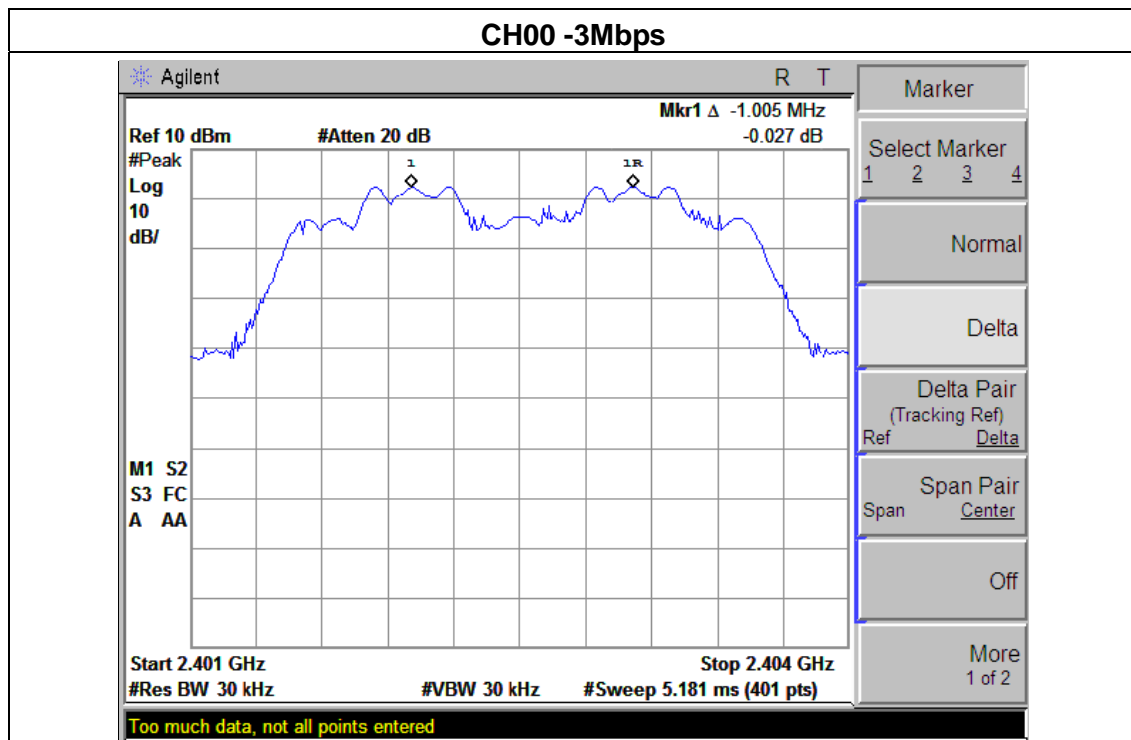 CH00 -3Mbps
Agilent R T
Mkr1 Δ -1.005 MHz
Ref 10 dBm #Atten 20 dB -0.027 dB
#Peak
Log
10
dB/
1 1R
M1 S2
S3 FC
A AA
Start 2.401 GHz Stop 2.404 GHz
#Res BW 30 kHz #VBW 30 kHz #Sweep 5.181 ms (401 pts)
Too much data, not all points entered
Marker
Select Marker
1 2 3 4
Normal
Delta
Delta Pair
(Tracking Ref)
Ref Delta
Span Pair
Span Center
Off
More
1 of 2